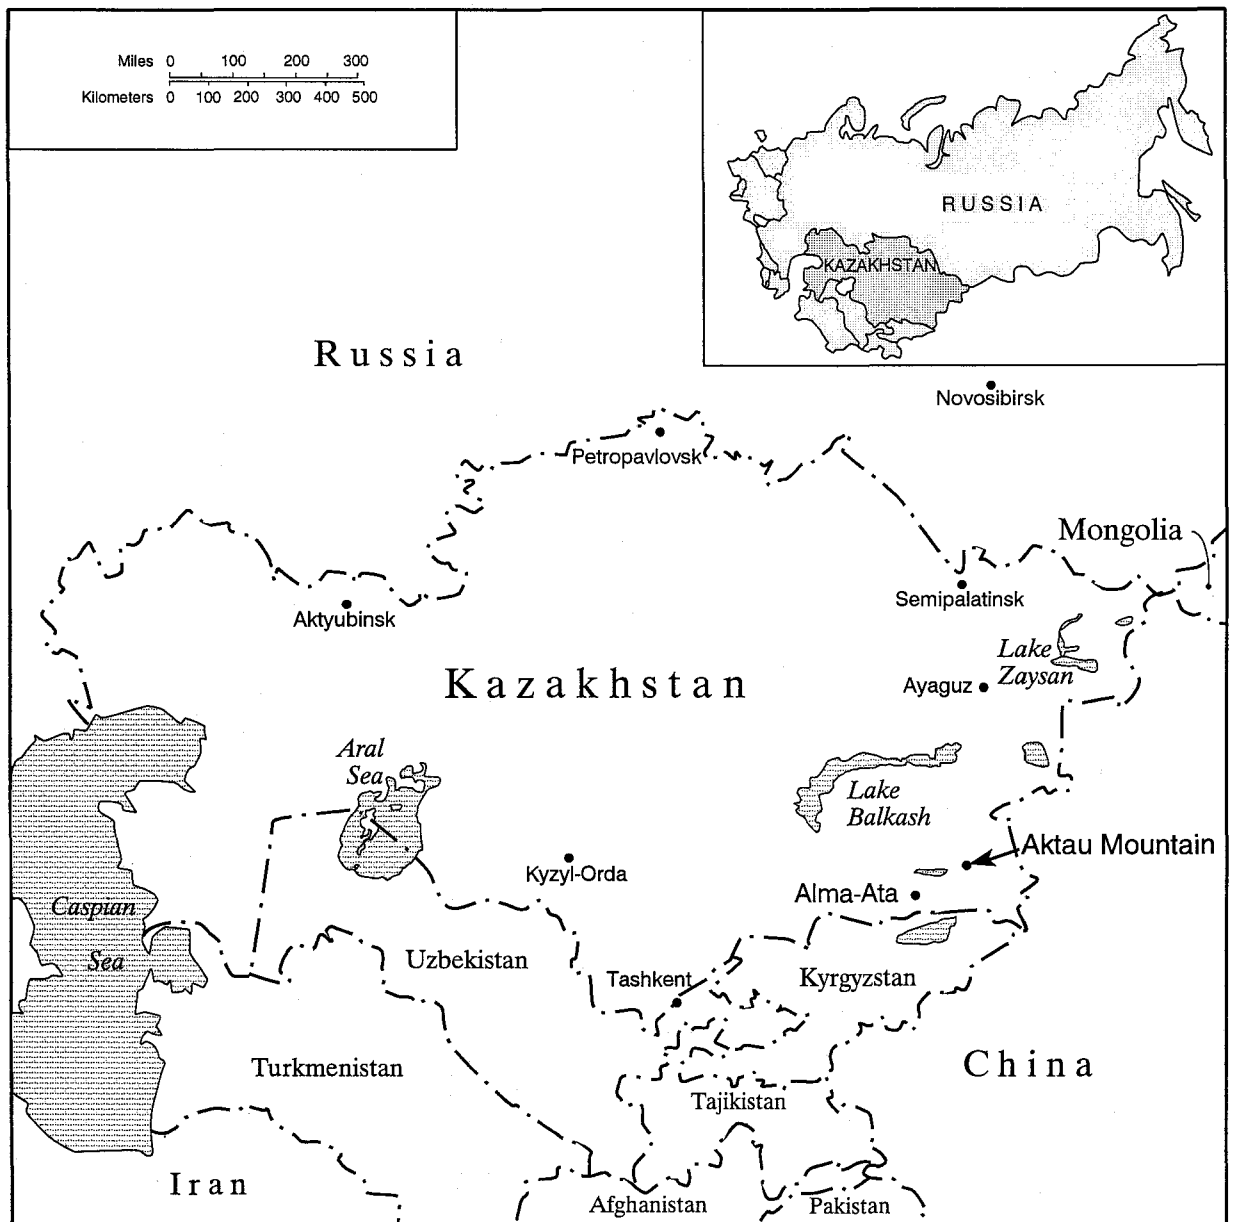 Miles 0 100 200 300
Kilometers 0 100 200 300 400 500
RUSSIA
KAZAKHSTAN
Russia
Novosibirsk
Petropavlovsk
Mongolia
Aktyubinsk
Semipalatinsk
Lake
Zaysan
Kazakhstan
Ayaguz
Aral
Sea
Lake
Balkash
Aktau Mountain
Kyzyl-Orda
Alma-Ata
Caspian
Sea
Uzbekistan
Tashkent
Kyrgyzstan
Turkmenistan
China
Tajikistan
Iran
Afghanistan
Pakistan